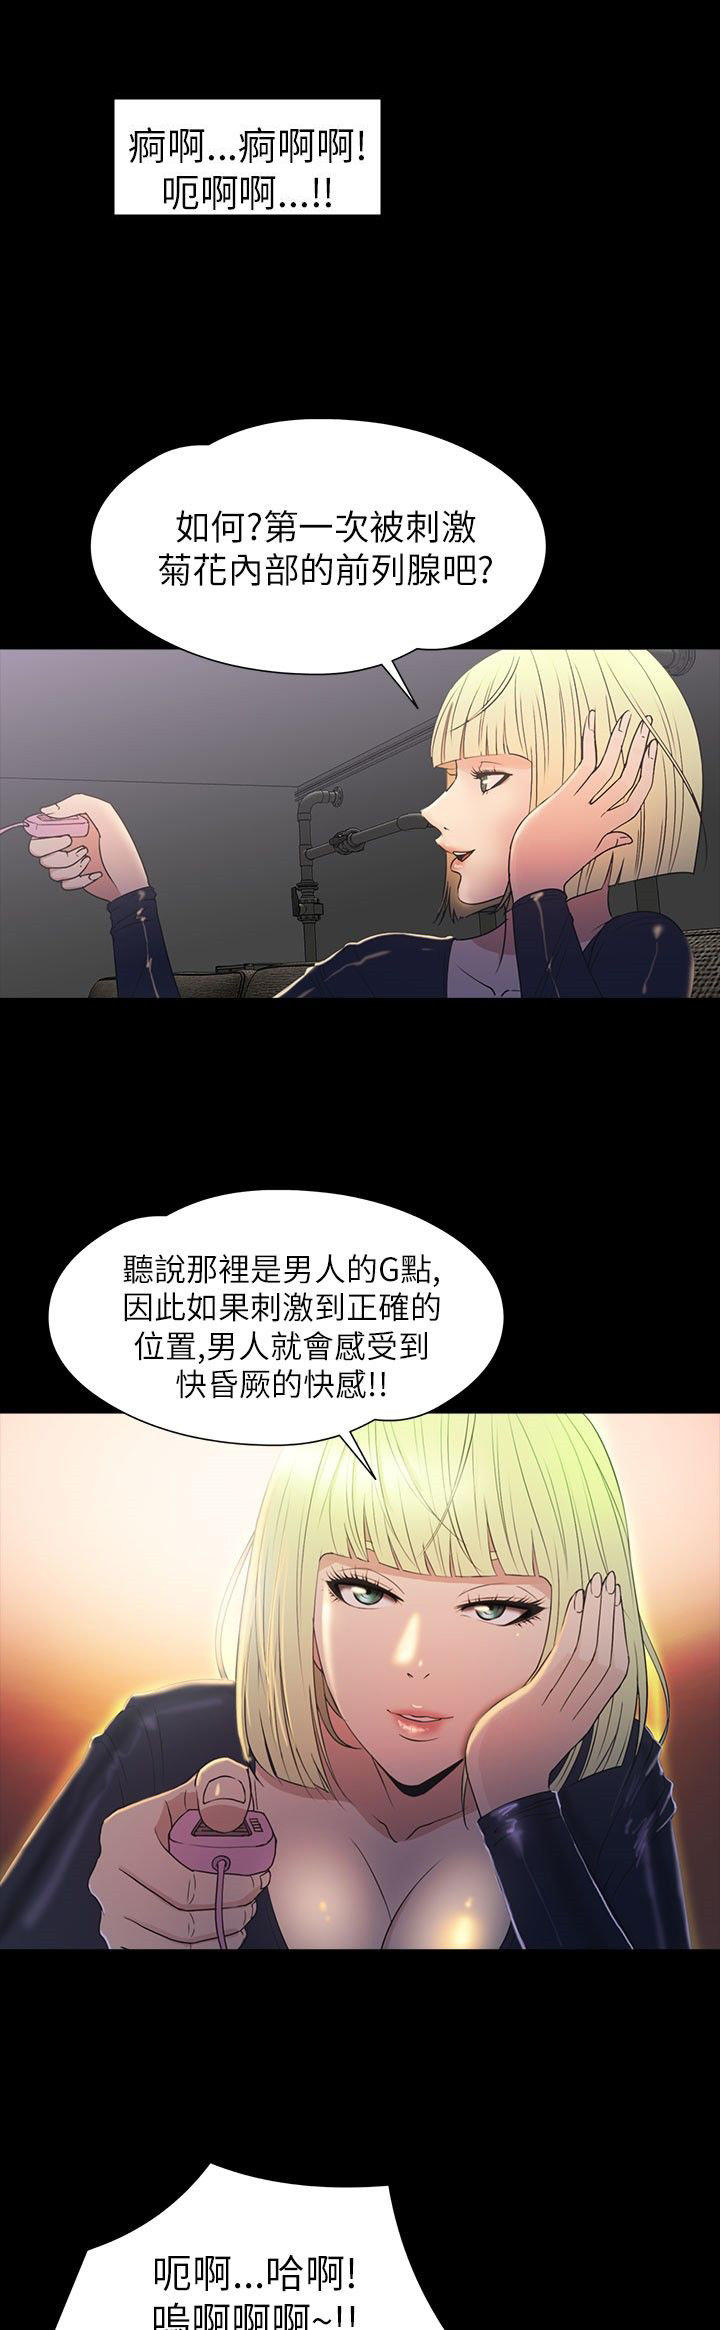 痾啊...痾啊啊!
呃啊啊...!!
如何?第一次被刺激
菊花內部的前列腺吧?
聽說那裡是男人的G點,
因此如果刺激到正確的
位置,男人就會感受到
快昏厥的快感!!
呃啊...哈啊!
嗚啊啊啊~!!